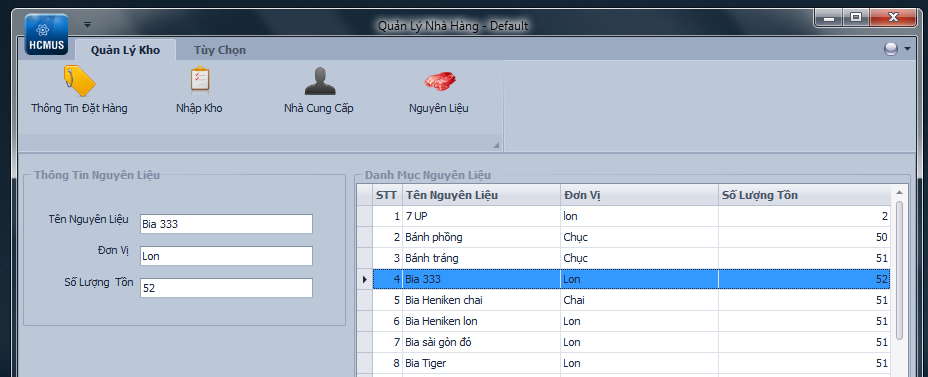 Quản Lý Nhà Hàng - Default
HCMUS
Quản Lý Kho Tùy Chọn
Thông Tin Đặt Hàng Nhập Kho Nhà Cung Cấp Nguyên Liệu
Thông Tin Nguyên Liệu
Tên Nguyên Liệu Bia 333
Đơn Vị Lon
Số Lượng Tồn 52
Danh Mục Nguyên Liệu
STT Tên Nguyên Liệu Đơn Vị Số Lượng Tồn
1 7 UP lon 2
2 Bánh phồng Chục 50
3 Bánh tráng Chục 51
4 Bia 333 Lon 52
5 Bia Heniken chai Chai 51
6 Bia Heniken lon Lon 51
7 Bia sài gòn đỏ Lon 51
8 Bia Tiger Lon 51